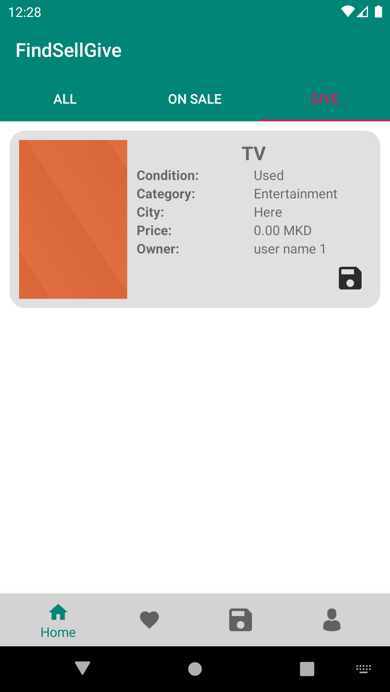 12:28
FindSellGive
ALL ON SALE GIVE
TV
Condition: Used
Category: Entertainment
City: Here
Price: 0.00 MKD
Owner: user name 1
Home